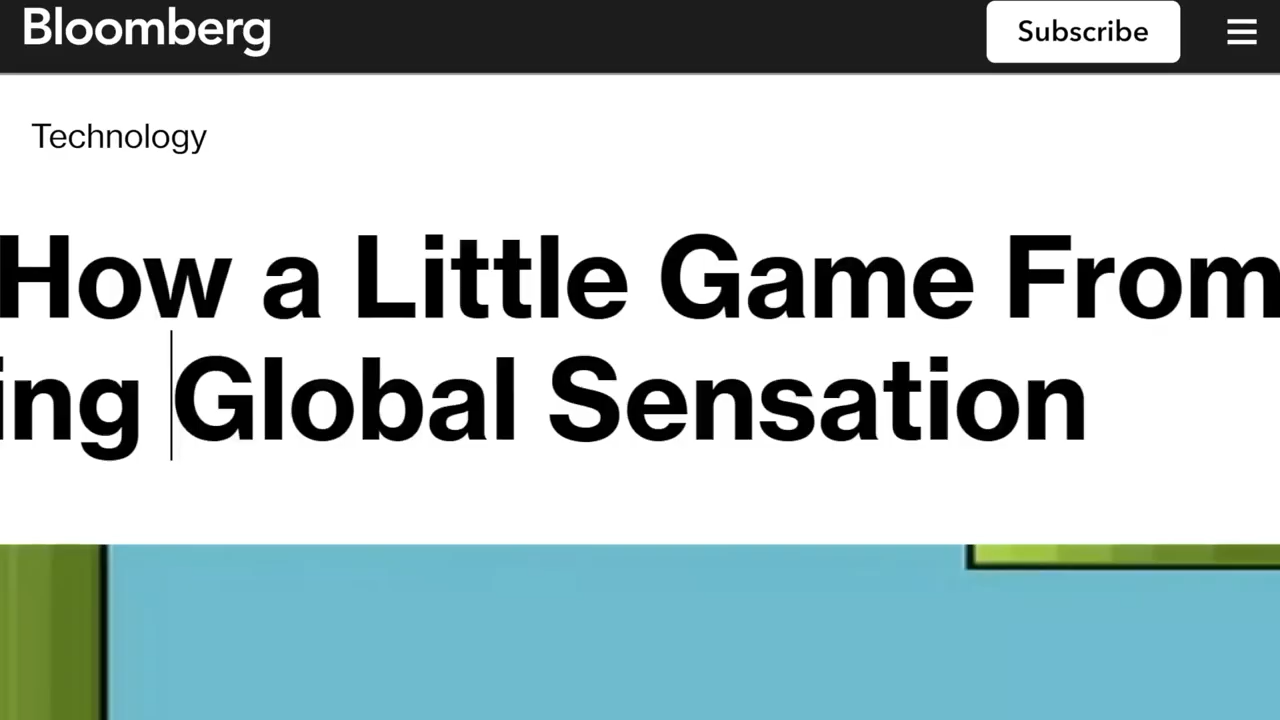 Bloomberg
Subscribe
Technology
How a Little Game From
ing Global Sensation